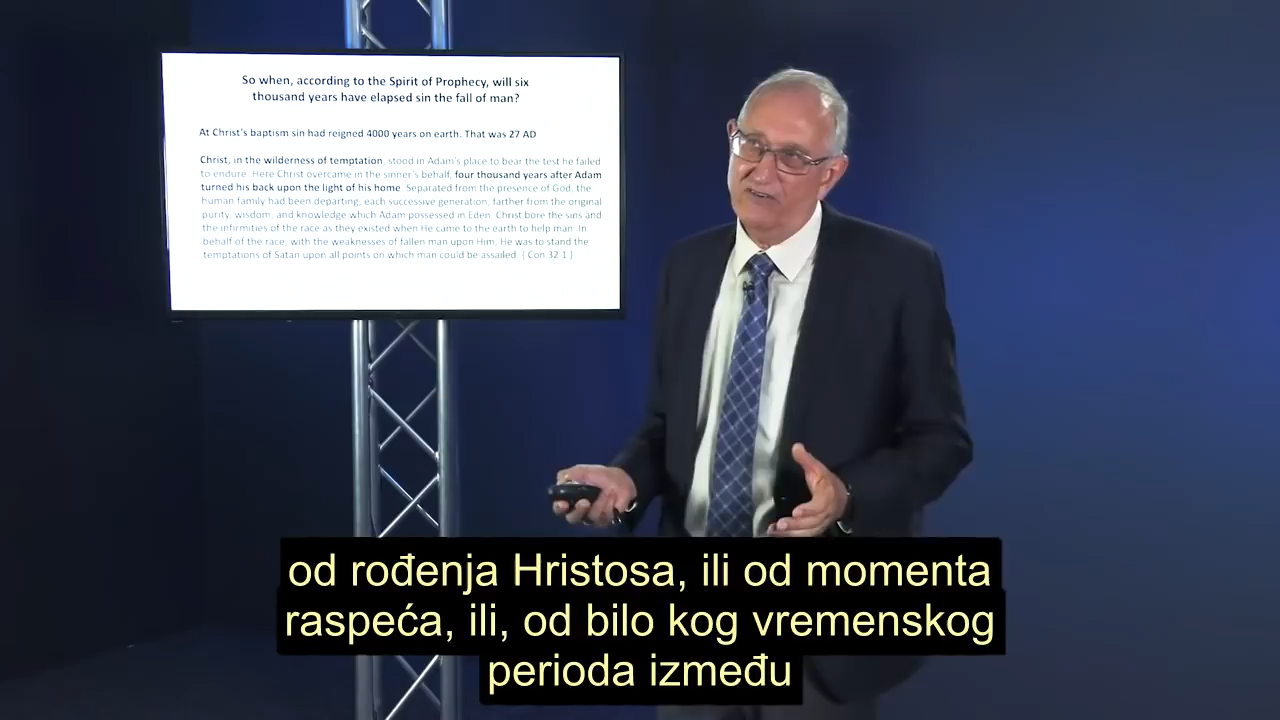 So when, according to the Spirit of Prophecy, will six
thousand years have elapsed sin the fall of man?
At Christ's baptism sin had reigned 4000 years on earth. That was 27 AD
Christ, in the wilderness of temptation, stood in Adam's place to bear the test he failed
to endure. Here Christ overcame in the sinner's behalf, four thousand years after Adam
turned his back upon the light of his home. Separated from the presence of God, the
human family had been departing, each successive generation, farther from the original
purity, wisdom, and knowledge which Adam possessed in Eden. Christ bore the sins and
the infirmities of the race as they existed when He came to the earth to help man. In
behalf of the race, with the weaknesses of fallen man upon Him, He was to stand the
temptations of Satan upon all points on which man could be assailed. { Con 32 1 }
od rođenja Hristosa, ili od momenta
raspeća, ili, od bilo kog vremenskog
perioda između